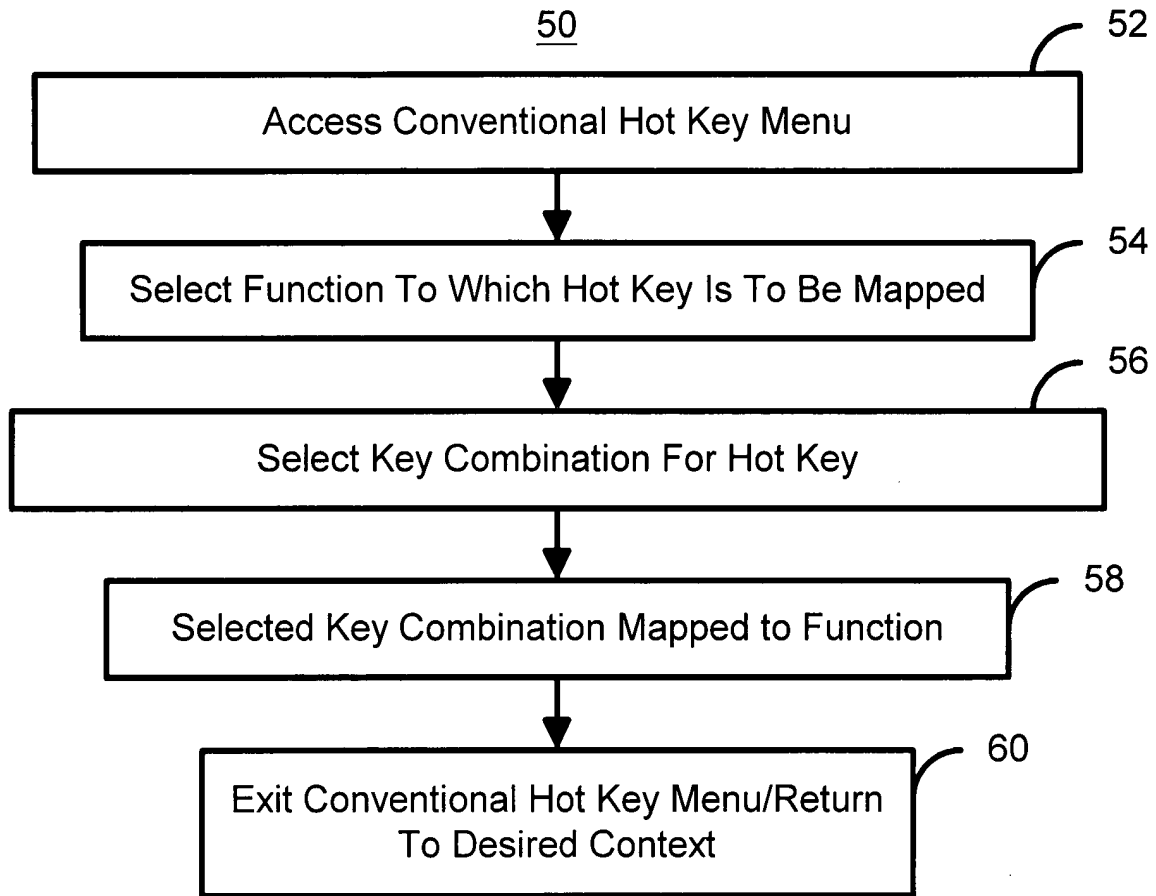 50
52
Access Conventional Hot Key Menu
54
Select Function To Which Hot Key Is To Be Mapped
56
Select Key Combination For Hot Key
58
Selected Key Combination Mapped to Function
60
Exit Conventional Hot Key Menu/Return
To Desired Context